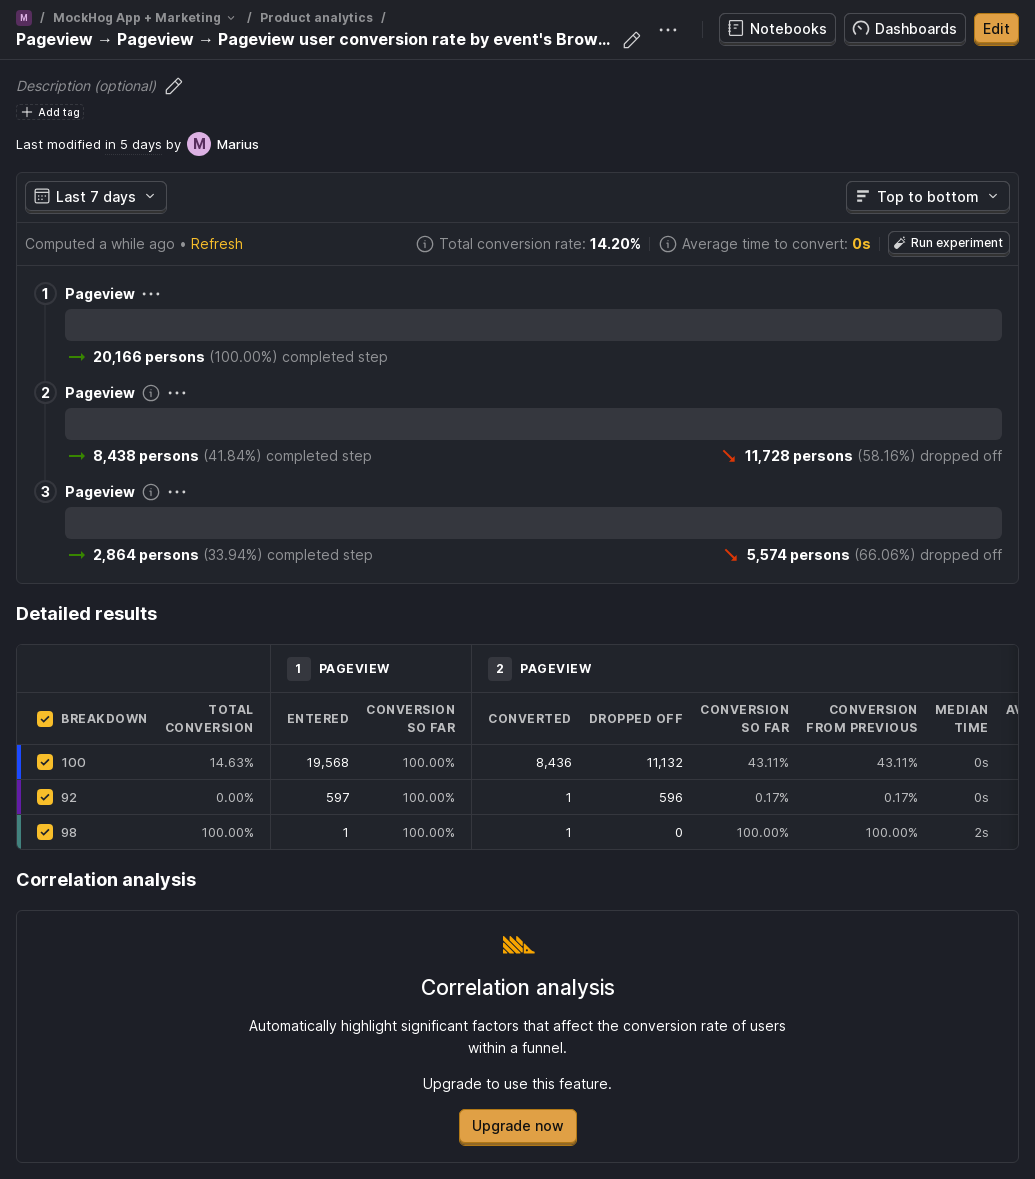 M / MockHog App + Marketing / Product analytics /
Pageview → Pageview → Pageview user conversion rate by event's Brow...
Notebooks
Dashboards
Edit
Description (optional)
Add tag
Last modified in 5 days by M Marius
Last 7 days
Top to bottom
Computed a while ago • Refresh
Total conversion rate: 14.20%
Average time to convert: 0s
Run experiment
1 Pageview
20,166 persons (100.00%) completed step
2 Pageview
8,438 persons (41.84%) completed step
11,728 persons (58.16%) dropped off
3 Pageview
2,864 persons (33.94%) completed step
5,574 persons (66.06%) dropped off
Detailed results
1 PAGEVIEW
2 PAGEVIEW
BREAKDOWN
TOTAL
CONVERSION
ENTERED
CONVERSION
SO FAR
CONVERTED
DROPPED OFF
CONVERSION
SO FAR
CONVERSION
FROM PREVIOUS
MEDIAN
TIME
100 14.63% 19,568 100.00% 8,436 11,132 43.11% 43.11% 0s
92 0.00% 597 100.00% 1 596 0.17% 0.17% 0s
98 100.00% 1 100.00% 1 0 100.00% 100.00% 2s
Correlation analysis
Correlation analysis
Automatically highlight significant factors that affect the conversion rate of users
within a funnel.
Upgrade to use this feature.
Upgrade now